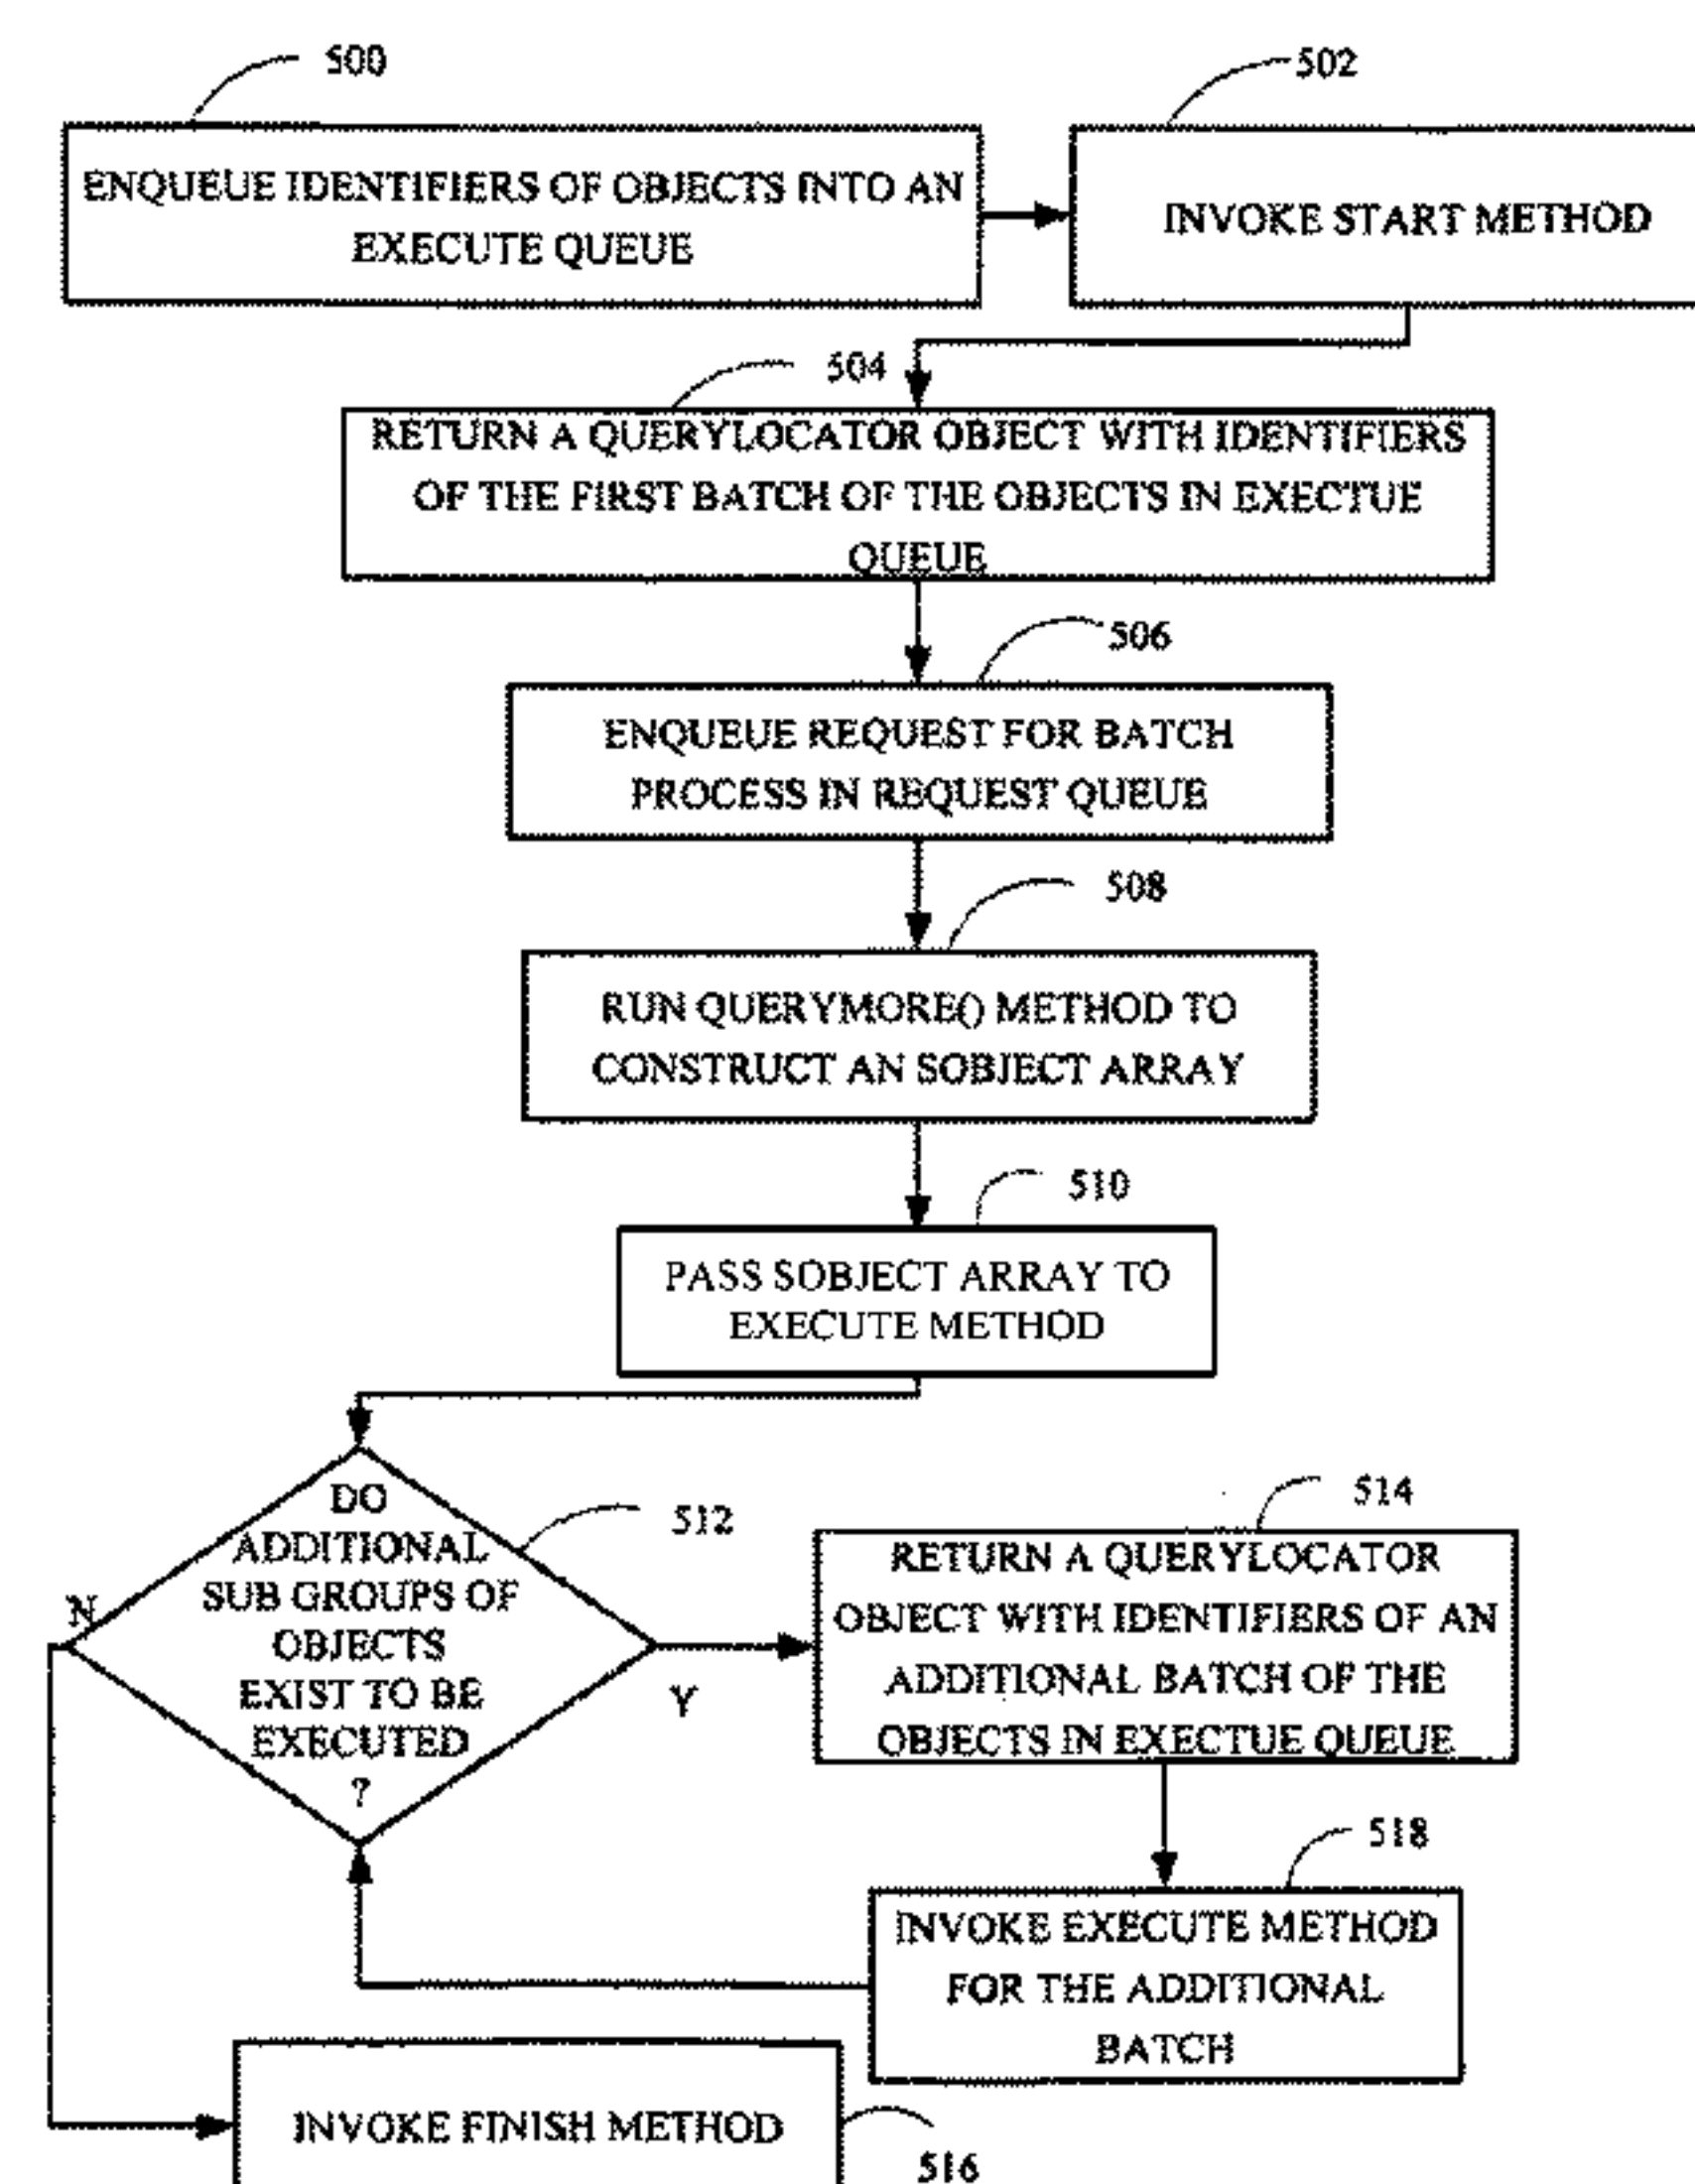 500
502
ENQUEUE IDENTIFIERS OF OBJECTS INTO AN
EXECUTE QUEUE
INVOKE START METHOD
504
RETURN A QUERYLOCATOR OBJECT WITH IDENTIFIERS
OF THE FIRST BATCH OF THE OBJECTS IN EXECTUE
QUEUE
506
ENQUEUE REQUEST FOR BATCH
PROCESS IN REQUEST QUEUE
508
RUN QUERYMORE() METHOD TO
CONSTRUCT AN SOBJECT ARRAY
510
PASS SOBJECT ARRAY TO
EXECUTE METHOD
512
DO
ADDITIONAL
SUB GROUPS OF
OBJECTS
EXIST TO BE
EXECUTED
?
N
Y
514
RETURN A QUERYLOCATOR
OBJECT WITH IDENTIFIERS OF AN
ADDITIONAL BATCH OF THE
OBJECTS IN EXECTUE QUEUE
518
INVOKE EXECUTE METHOD
FOR THE ADDITIONAL
BATCH
INVOKE FINISH METHOD
516